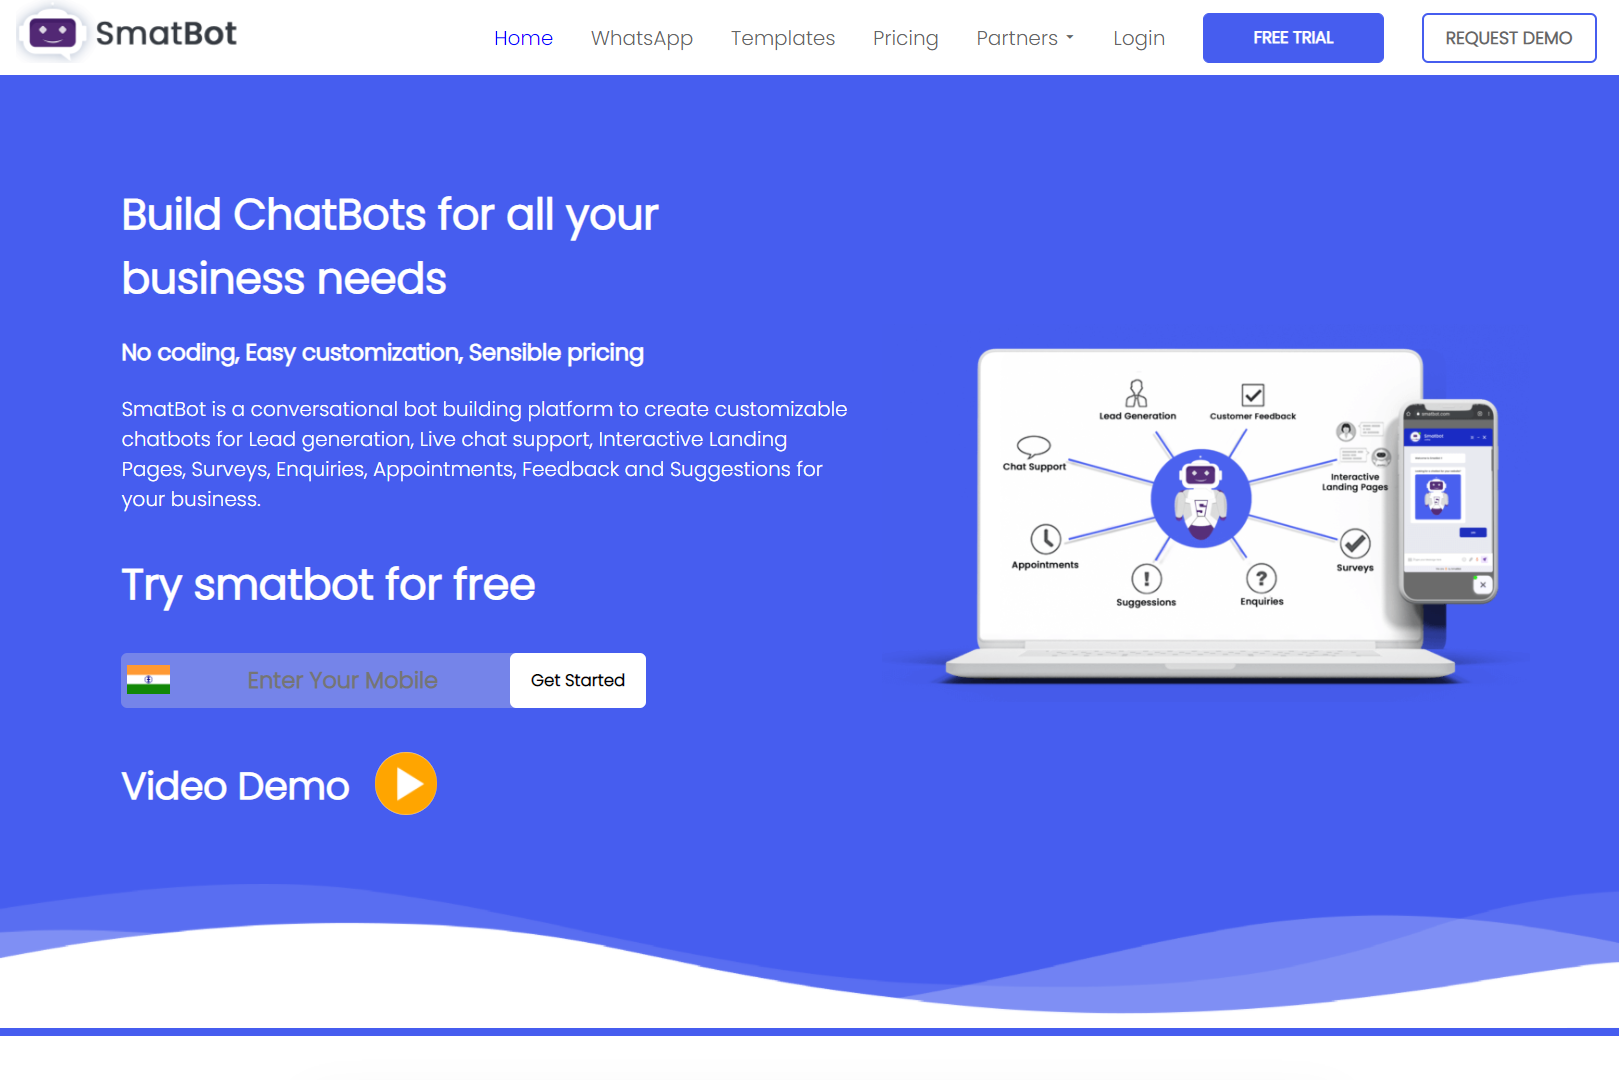 SmatBot
Home
WhatsApp
Templates
Pricing
Partners
Login
FREE TRIAL
REQUEST DEMO
Build ChatBots for all your
business needs
No coding, Easy customization, Sensible pricing
SmatBot is a conversational bot building platform to create customizable
chatbots for Lead generation, Live chat support, Interactive Landing
Pages, Surveys, Enquiries, Appointments, Feedback and Suggestions for
your business.
Try smatbot for free
Enter Your Mobile
Get Started
Video Demo
Lead Generation
Customer Feedback
Chat Support
Interactive
Landing Pages
Appointments
Surveys
Suggestions
Enquiries
smatbot.com
Smatbot